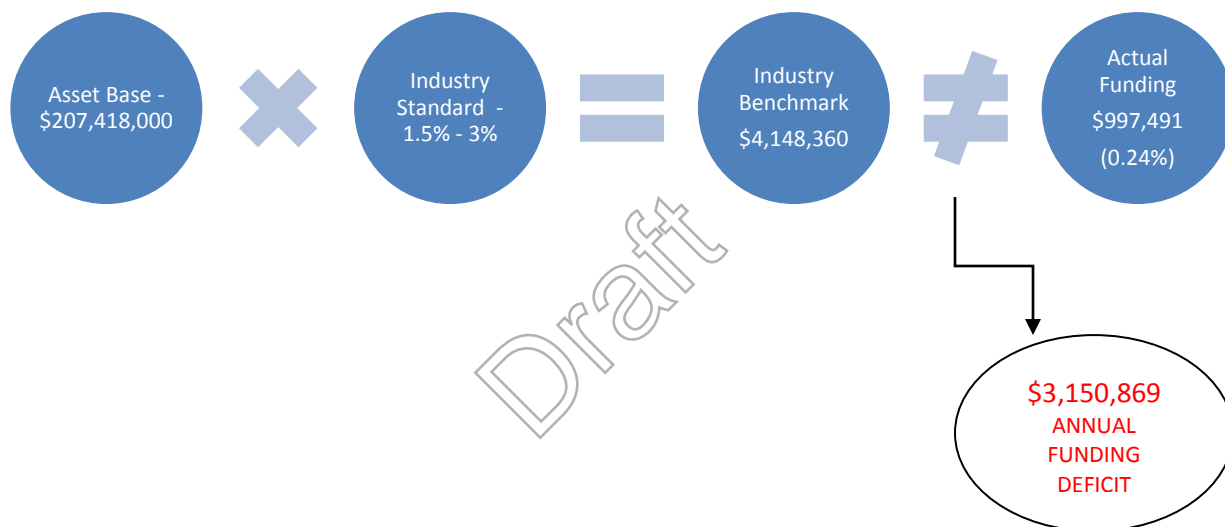 Asset Base -
$207,418,000
Industry
Standard -
1.5% - 3%
Industry
Benchmark
$4,148,360
Actual
Funding
$997,491
(0.24%)
Draft
$3,150,869
ANNUAL
FUNDING
DEFICIT